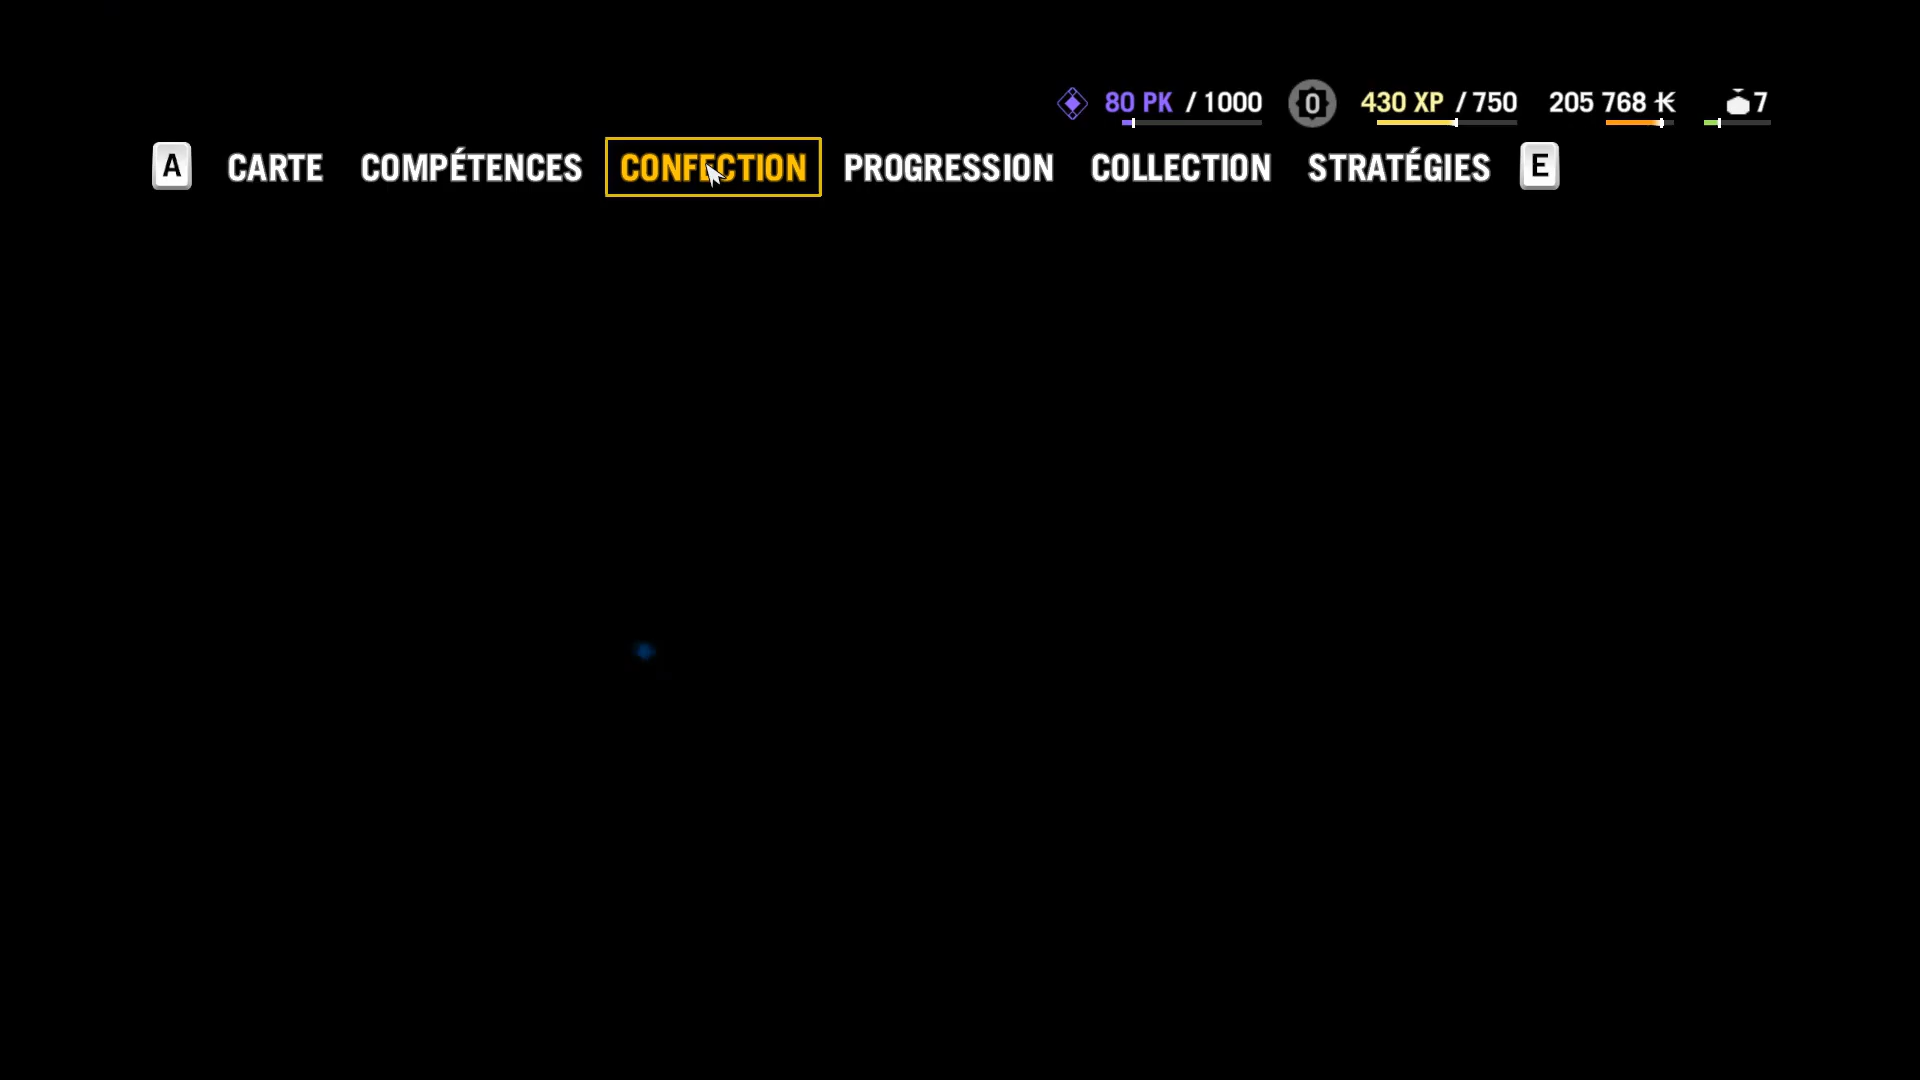 80 PK / 1000 0 430 XP / 750 205 768 K 7
A CARTE COMPÉTENCES CONFECTION PROGRESSION COLLECTION STRATÉGIES E